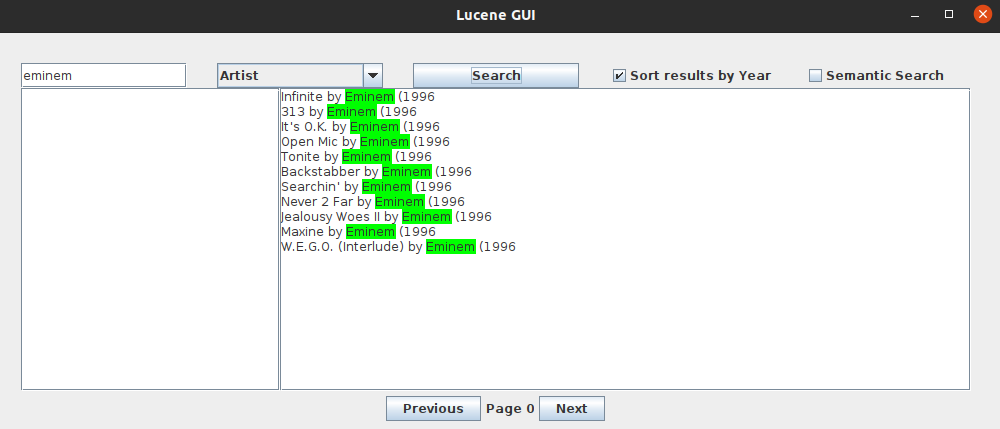 Lucene GUI
eminem Artist Search Sort results by Year Semantic Search
Infinite by Eminem (1996
313 by Eminem (1996
It's O.K. by Eminem (1996
Open Mic by Eminem (1996
Tonite by Eminem (1996
Backstabber by Eminem (1996
Searchin' by Eminem (1996
Never 2 Far by Eminem (1996
Jealousy Woes II by Eminem (1996
Maxine by Eminem (1996
W.E.G.O. (Interlude) by Eminem (1996
Previous Page 0 Next